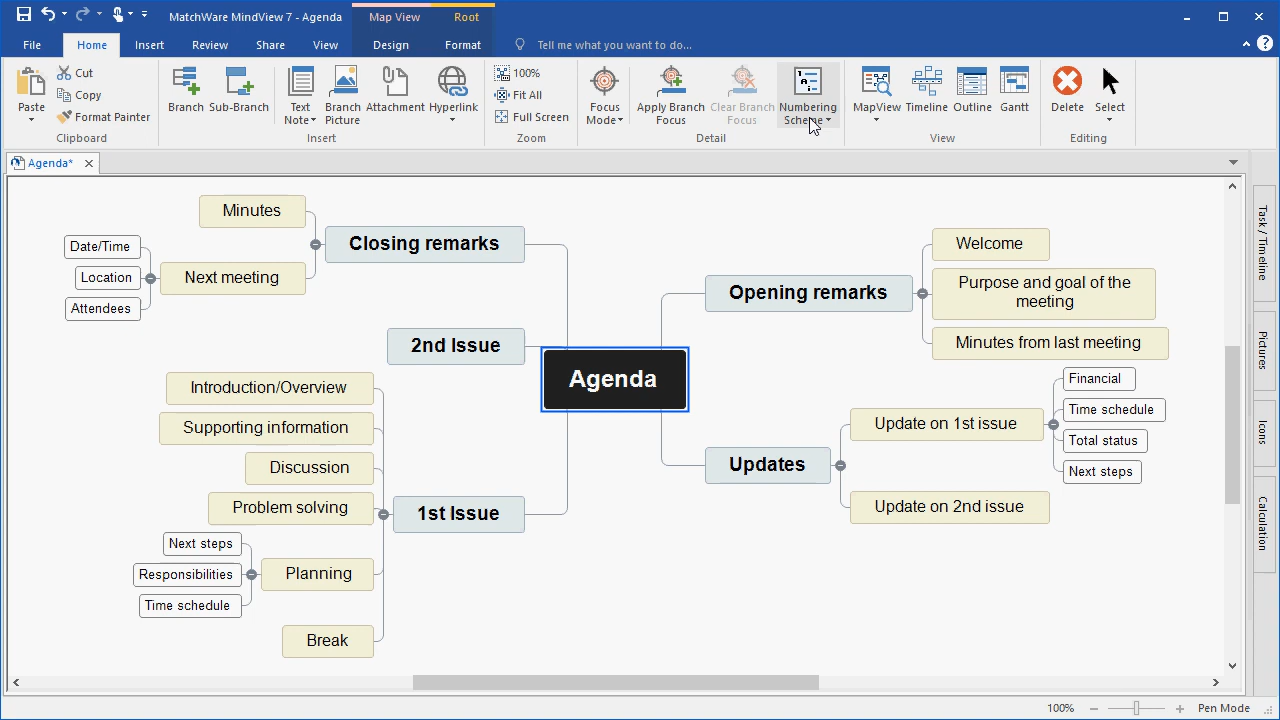 MatchWare MindView 7 - Agenda
Map View
Root
File
Home
Insert
Review
Share
View
Design
Format
Tell me what you want to do...
Paste
Cut
Copy
Format Painter
Clipboard
Branch
Sub-Branch
Text
Note
Branch
Picture
Attachment
Hyperlink
Insert
100%
Fit All
Full Screen
Zoom
Focus
Mode
Apply Branch
Focus
Clear Branch
Focus
Numbering
Scheme
Detail
MapView
Timeline
Outline
Gantt
View
Delete
Select
Editing
Agenda*
Minutes
Closing remarks
Date/Time
Location
Attendees
Next meeting
2nd Issue
Introduction/Overview
Supporting information
Discussion
Problem solving
1st Issue
Next steps
Responsibilities
Time schedule
Planning
Break
Agenda
Opening remarks
Welcome
Purpose and goal of the
meeting
Minutes from last meeting
Updates
Update on 1st issue
Financial
Time schedule
Total status
Next steps
Update on 2nd issue
Task / Timeline
Pictures
Icons
Calculation
100%
Pen Mode